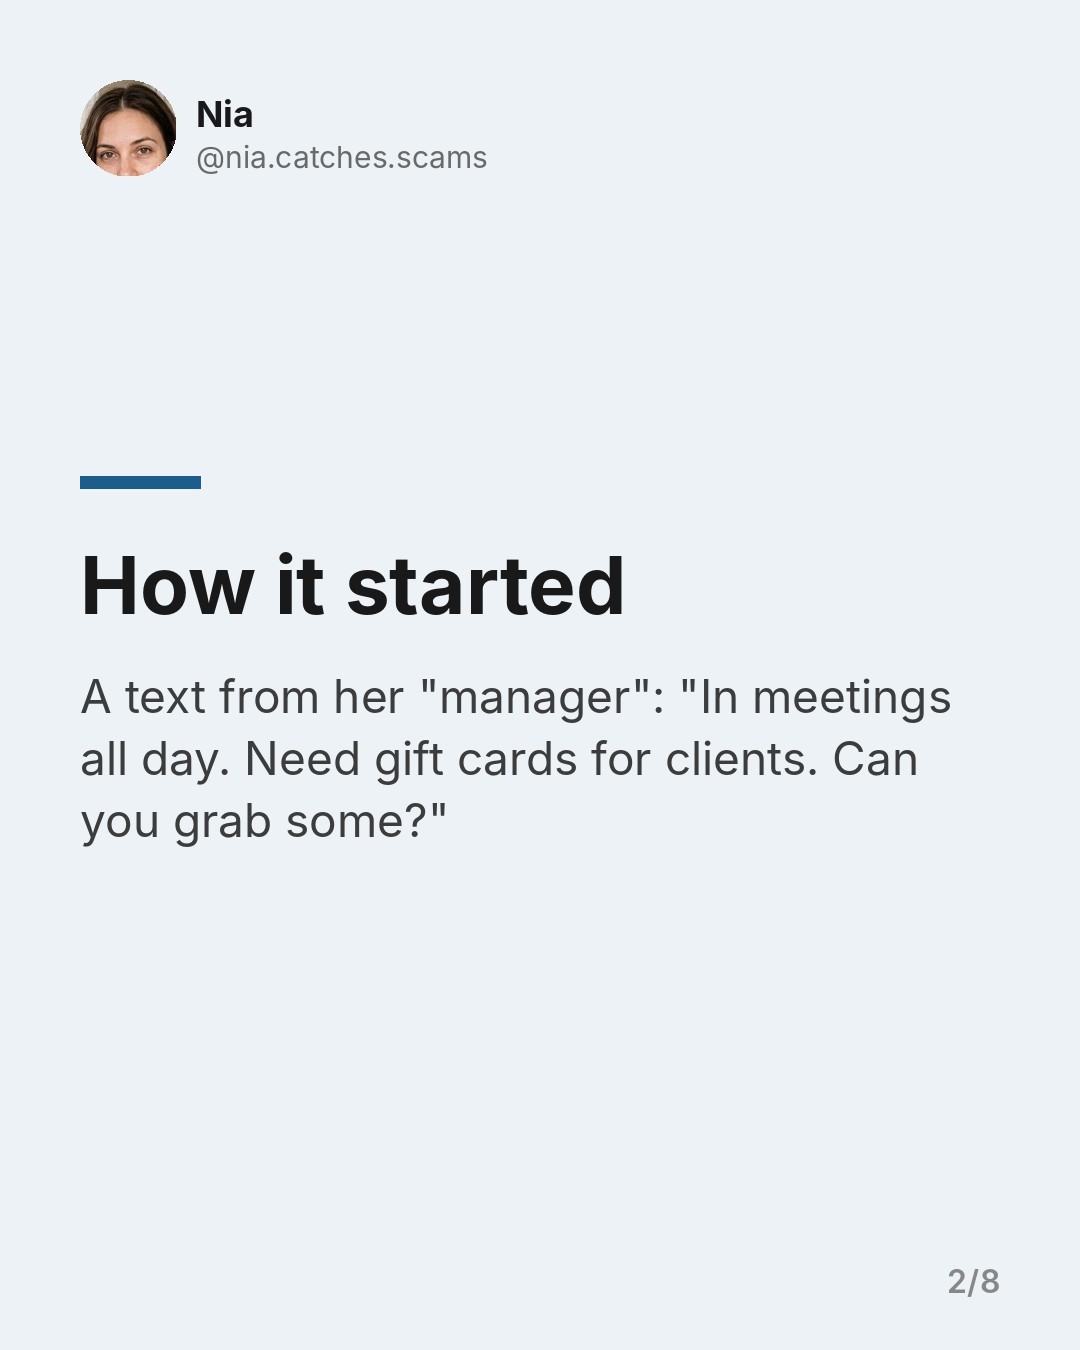 Nia
@nia.catches.scams
How it started
A text from her "manager": "In meetings
all day. Need gift cards for clients. Can
you grab some?"
2/8